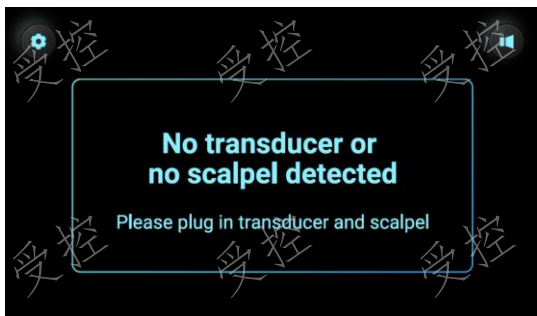 受控 受控 受控
No transducer or
no scalpel detected
Please plug in transducer and scalpel
受控 受控 受控